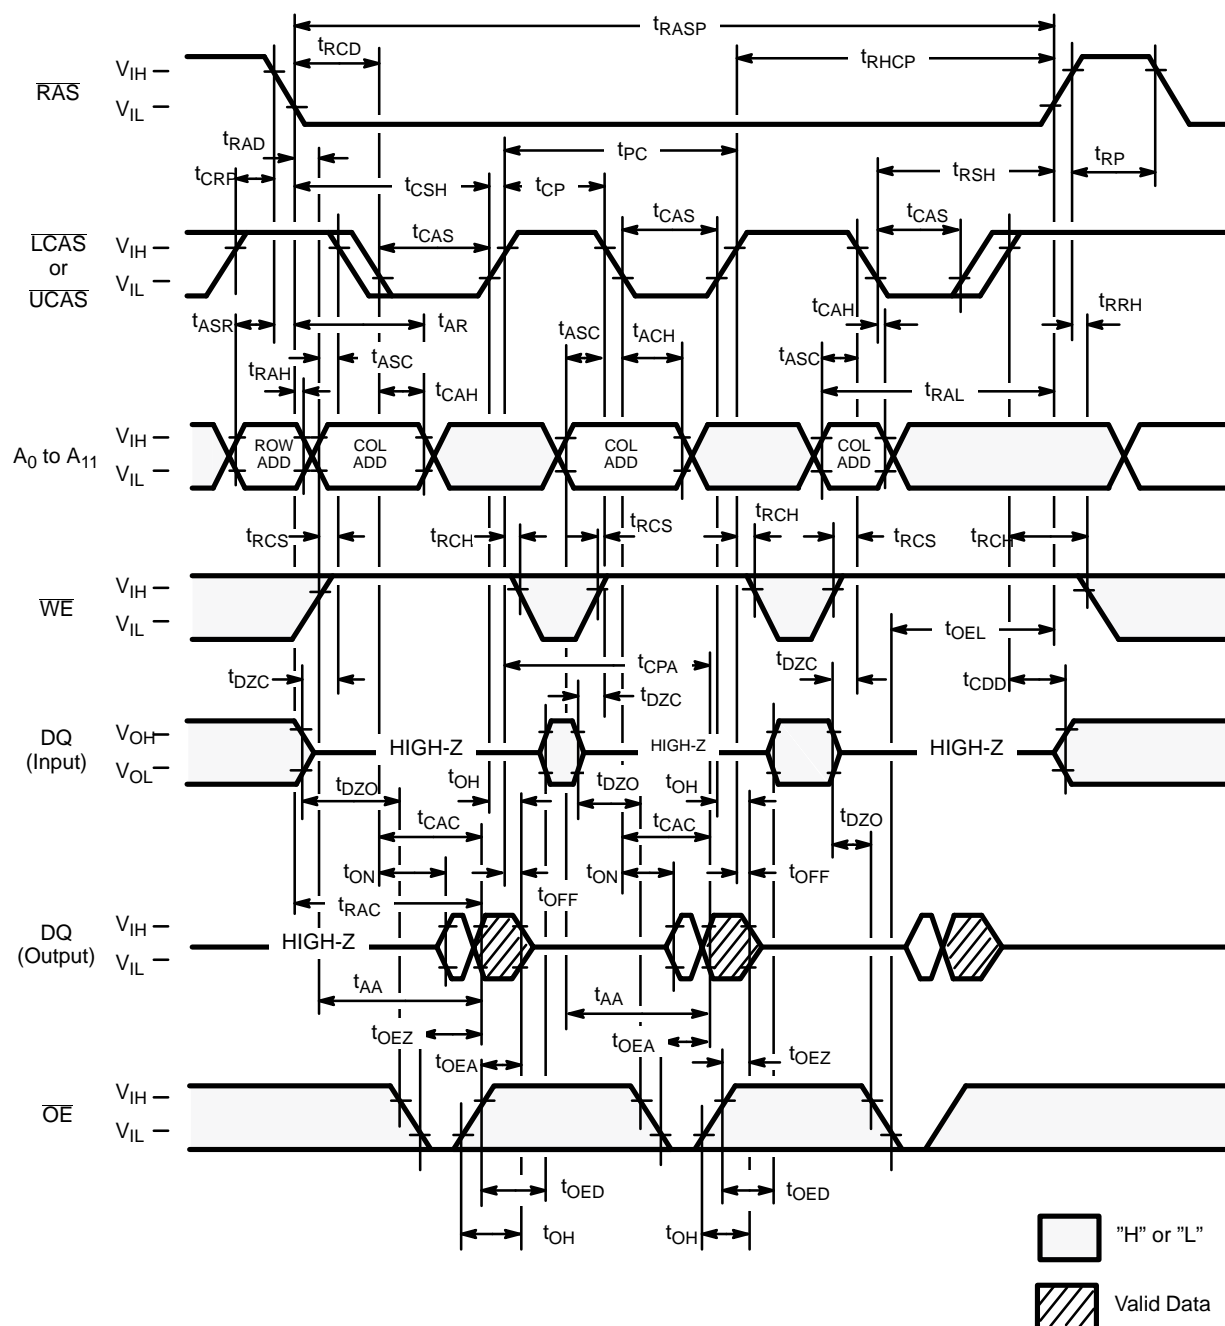 tRASP
tRCD
tRHCP
VIH
RAS
VIL
tRAD
tPC
tRP
tCRP
tCSH
tCP
tRSH
tCAS
tCAS
LCAS
VIH
tCAS
or
VIL
UCAS
tASR
tAR
tASC
tACH
tCAH
tRRH
tASC
tASC
tRAH
tCAH
tRAL
A0 to A11
VIH
VIL
ROW
ADD
COL
ADD
COL
ADD
COL
ADD
tRCS
tRCH
tRCS
tRCH
tRCS
tRCH
VIH
WE
VIL
tOEL
tCPA
tDZC
tDZC
tDZC
tCDD
DQ
(Input)
VOH
VOL
HIGH-Z
HIGH-Z
HIGH-Z
tDZO
tOH
tDZO
tOH
tDZO
tCAC
tCAC
tON
tOFF
tON
tOFF
tRAC
DQ
(Output)
VIH
VIL
HIGH-Z
tAA
tAA
tOEZ
tOEA
tOEA
tOEZ
VIH
OE
VIL
tOED
tOED
tOH
tOH
"H" or "L"
Valid Data